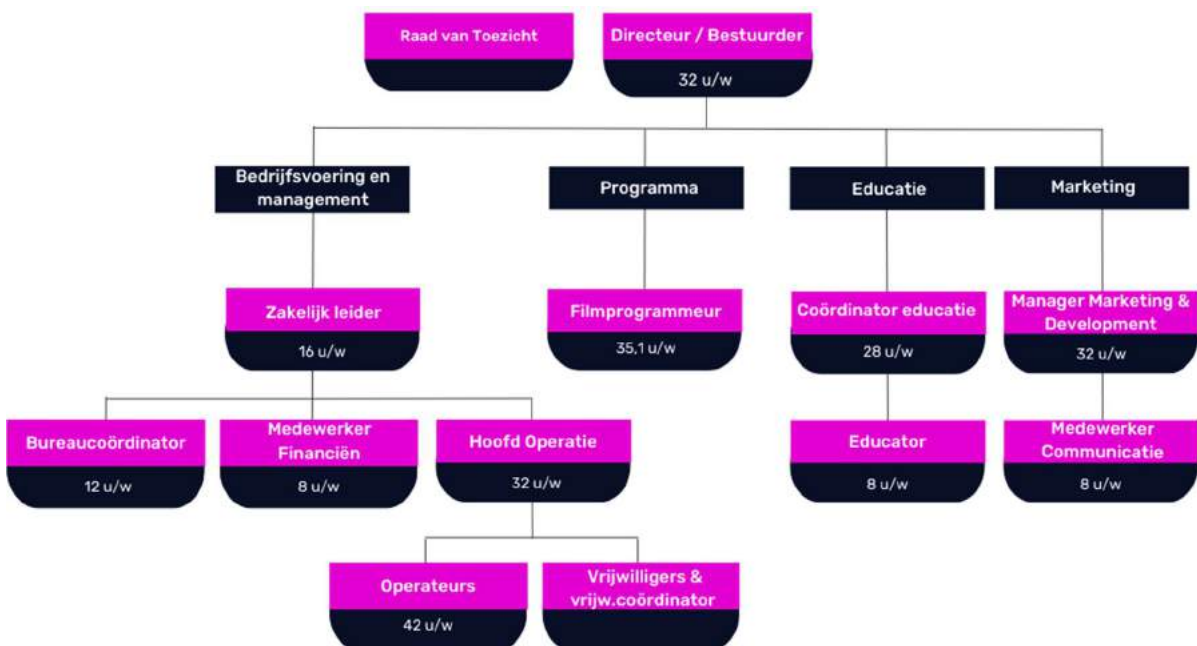 Raad van Toezicht
Directeur / Bestuurder
32 u/w
Bedrijfsvoering en
management
Programma
Educatie
Marketing
Zakelijk leider
16 u/w
Filmprogrammeur
35,1 u/w
Coördinator educatie
28 u/w
Manager Marketing &
Development
32 u/w
Bureaucoördinator
12 u/w
Medewerker
Financiën
8 u/w
Hoofd Operatie
32 u/w
Educator
8 u/w
Medewerker
Communicatie
8 u/w
Operateurs
42 u/w
Vrijwilligers &
vrijw.coördinator